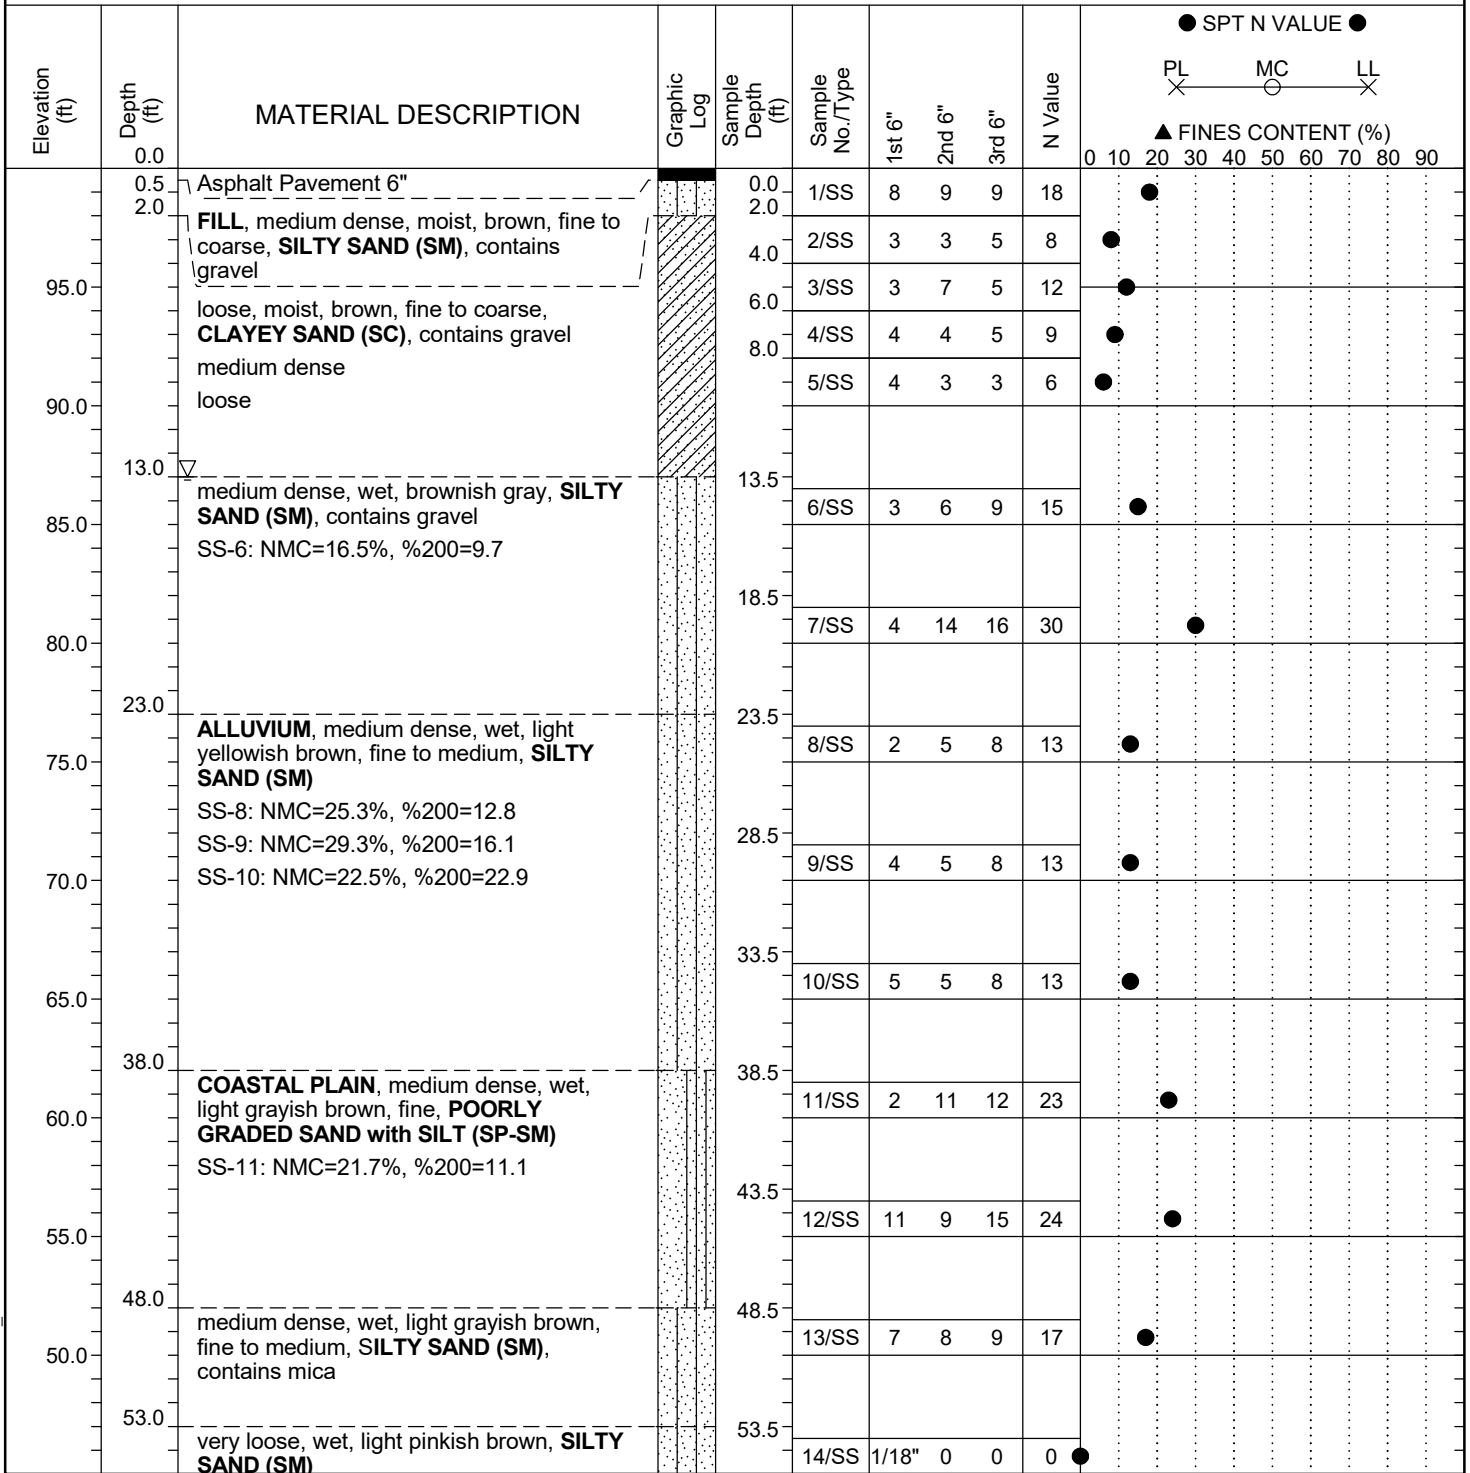 ● SPT N VALUE ●
PL MC LL
▲ FINES CONTENT (%)
0 10 20 30 40 50 60 70 80 90
Elevation (ft)
Depth (ft)
0.0
MATERIAL DESCRIPTION
Graphic Log
Sample Depth (ft)
Sample No./Type
1st 6"
2nd 6"
3rd 6"
N Value
0.5 Asphalt Pavement 6" 0.0 1/SS 8 9 9 18
2.0 2.0
FILL, medium dense, moist, brown, fine to
coarse, SILTY SAND (SM), contains 4.0 2/SS 3 3 5 8
gravel
95.0 3/SS 3 7 5 12
loose, moist, brown, fine to coarse, 6.0
CLAYEY SAND (SC), contains gravel 4/SS 4 4 5 9
8.0
medium dense
5/SS 4 3 3 6
loose
90.0
13.0 13.5
medium dense, wet, brownish gray, SILTY
6/SS 3 6 9 15
SAND (SM), contains gravel
85.0
SS-6: NMC=16.5%, %200=9.7
18.5
7/SS 4 14 16 30
80.0
23.0 23.5
ALLUVIUM, medium dense, wet, light
8/SS 2 5 8 13
yellowish brown, fine to medium, SILTY
75.0
SAND (SM)
SS-8: NMC=25.3%, %200=12.8
28.5
SS-9: NMC=29.3%, %200=16.1
9/SS 4 5 8 13
SS-10: NMC=22.5%, %200=22.9
70.0
33.5
10/SS 5 5 8 13
65.0
38.0 38.5
COASTAL PLAIN, medium dense, wet,
light grayish brown, fine, POORLY 11/SS 2 11 12 23
60.0
GRADED SAND with SILT (SP-SM)
SS-11: NMC=21.7%, %200=11.1
43.5
12/SS 11 9 15 24
55.0
48.0 48.5
medium dense, wet, light grayish brown,
13/SS 7 8 9 17
fine to medium, SILTY SAND (SM),
50.0
contains mica
53.0 53.5
very loose, wet, light pinkish brown, SILTY
14/SS 1/18" 0 0 0
SAND (SM)